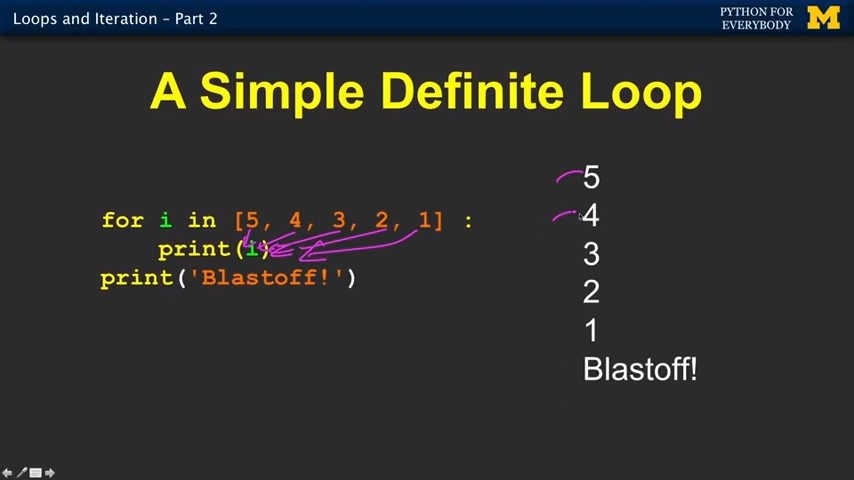 Loops and Iteration – Part 2
PYTHON FOR
EVERYBODY
M
A Simple Definite Loop
for i in [5, 4, 3, 2, 1] :
print(i)
print('Blastoff!')
5
4
3
2
1
Blastoff!